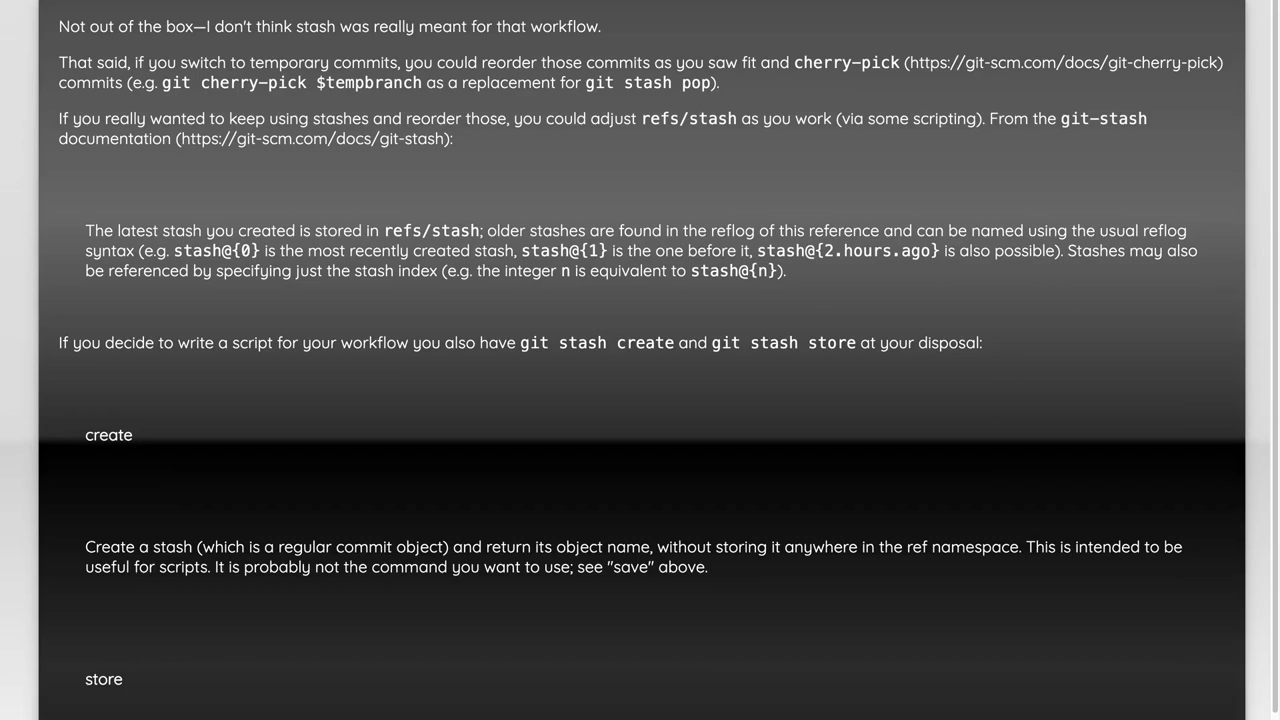 Not out of the box—I don't think stash was really meant for that workflow.
That said, if you switch to temporary commits, you could reorder those commits as you saw fit and cherry-pick (https://git-scm.com/docs/git-cherry-pick)
commits (e.g. git cherry-pick $tempbranch as a replacement for git stash pop).
If you really wanted to keep using stashes and reorder those, you could adjust refs/stash as you work (via some scripting). From the git-stash
documentation (https://git-scm.com/docs/git-stash):
The latest stash you created is stored in refs/stash; older stashes are found in the reflog of this reference and can be named using the usual reflog
syntax (e.g. stash@{0} is the most recently created stash, stash@{1} is the one before it, stash@{2.hours.ago} is also possible). Stashes may also
be referenced by specifying just the stash index (e.g. the integer n is equivalent to stash@{n}).
If you decide to write a script for your workflow you also have git stash create and git stash store at your disposal:
create
Create a stash (which is a regular commit object) and return its object name, without storing it anywhere in the ref namespace. This is intended to be
useful for scripts. It is probably not the command you want to use; see "save" above.
store